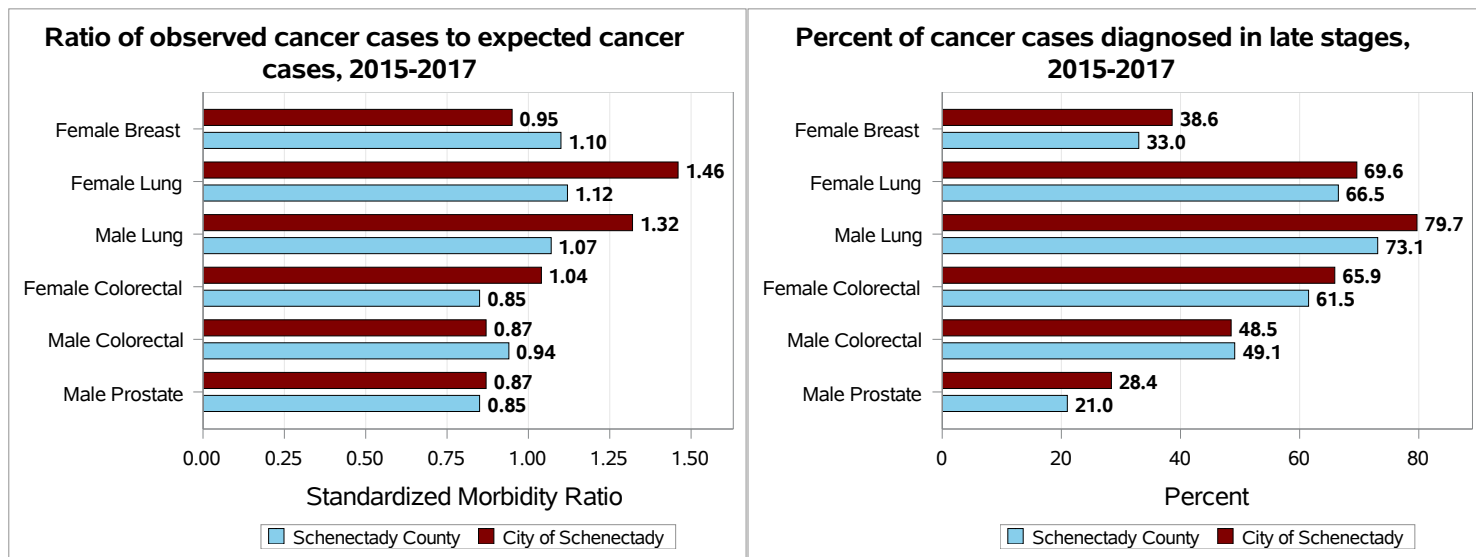 Ratio of observed cancer cases to expected cancer
cases, 2015-2017
Female Breast
0.95
1.10
Female Lung
1.46
1.12
Male Lung
1.32
1.07
Female Colorectal
1.04
0.85
Male Colorectal
0.87
0.94
Male Prostate
0.87
0.85
0.00 0.25 0.50 0.75 1.00 1.25 1.50
Standardized Morbidity Ratio
Schenectady County City of Schenectady
Percent of cancer cases diagnosed in late stages,
2015-2017
Female Breast
38.6
33.0
Female Lung
69.6
66.5
Male Lung
79.7
73.1
Female Colorectal
65.9
61.5
Male Colorectal
48.5
49.1
Male Prostate
28.4
21.0
0 20 40 60 80
Percent
Schenectady County City of Schenectady